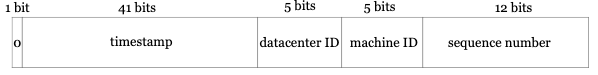 1 bit 41 bits 5 bits 5 bits 12 bits
0 timestamp datacenter ID machine ID sequence number